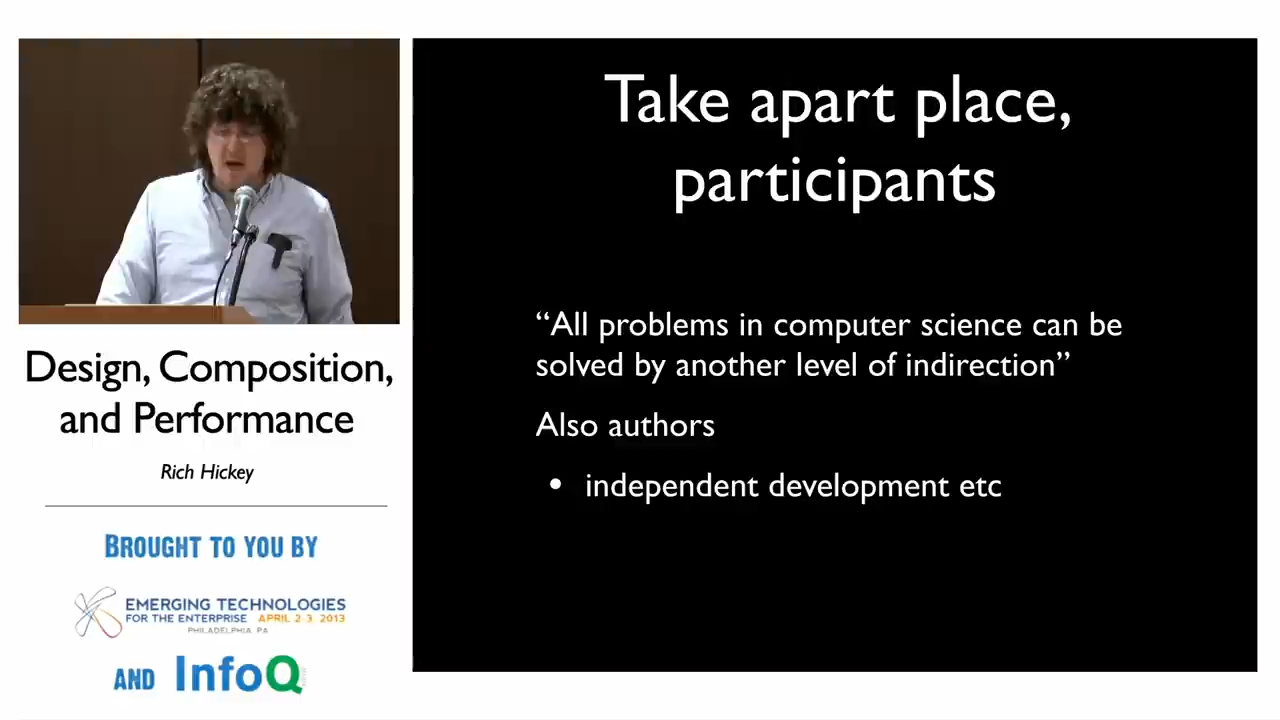 Take apart place,
participants
“All problems in computer science can be
solved by another level of indirection”
Also authors
• independent development etc
Design, Composition,
and Performance
Rich Hickey
BROUGHT TO YOU BY
EMERGING TECHNOLOGIES
FOR THE ENTERPRISE APRIL 2-3 2013
PHILADELPHIA, PA
AND InfoQ